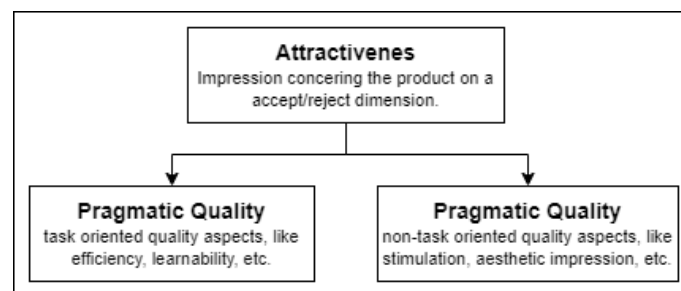 Attractivenes
Impression concering the product on a
accept/reject dimension.
Pragmatic Quality
task oriented quality aspects, like
efficiency, learnability, etc.
Pragmatic Quality
non-task oriented quality aspects, like
stimulation, aesthetic impression, etc.